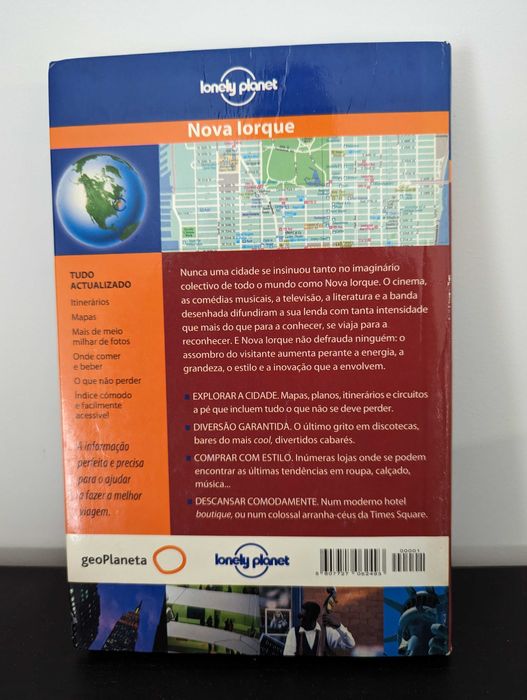 lonely planet
Nova Iorque
TUDO
ACTUALIZADO
Itinerários
Mapas
Mais de meio
milhar de fotos
Onde comer
e beber
O que não perder
Índice cómodo
e facilmente
acessível
A informação
perfeita e precisa
para o ajudar
a fazer a melhor
viagem.
Nunca uma cidade se insinuou tanto no imaginário
colectivo de todo o mundo como Nova Iorque. O cinema,
as comédias musicais, a televisão, a literatura e a banda
desenhada difundiram a sua lenda com tanta intensidade
que mais do que para a conhecer, se viaja para a
reconhecer. E Nova Iorque não defrauda ninguém: o
assombro do visitante aumenta perante a energia, a
grandeza, o estilo e a inovação que a envolvem.
EXPLORAR A CIDADE. Mapas, planos, itinerários e circuitos
a pé que incluem tudo o que não se deve perder.
DIVERSÃO GARANTIDA. O último grito em discotecas,
bares do mais cool, divertidos cabarés.
COMPRAR COM ESTILO. Inúmeras lojas onde se podem
encontrar as últimas tendências em roupa, calçado,
música...
DESCANSAR COMODAMENTE. Num moderno hotel
boutique, ou num colossal arranha-céus da Times Square.
geoPlaneta
lonely planet
00001